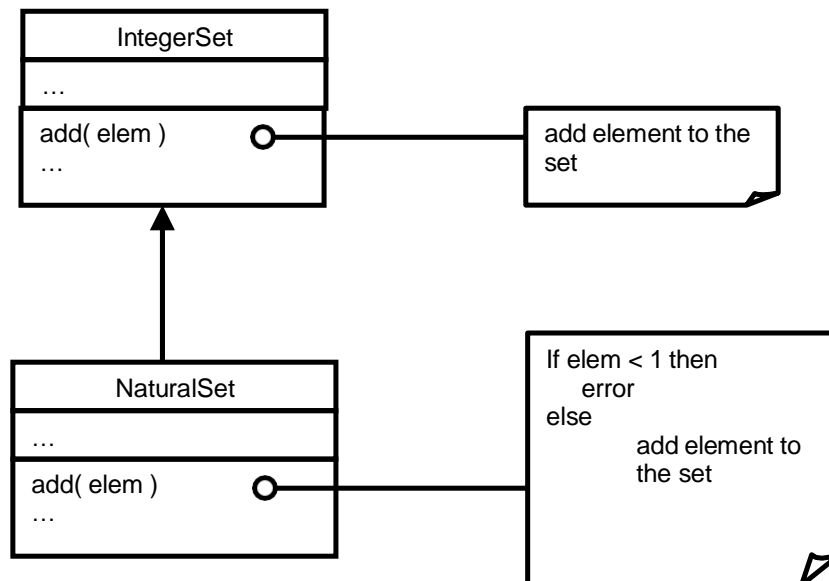 IntegerSet
…
add( elem )
…
add element to the
set
NaturalSet
…
add( elem )
…
If elem < 1 then
error
else
add element to
the set